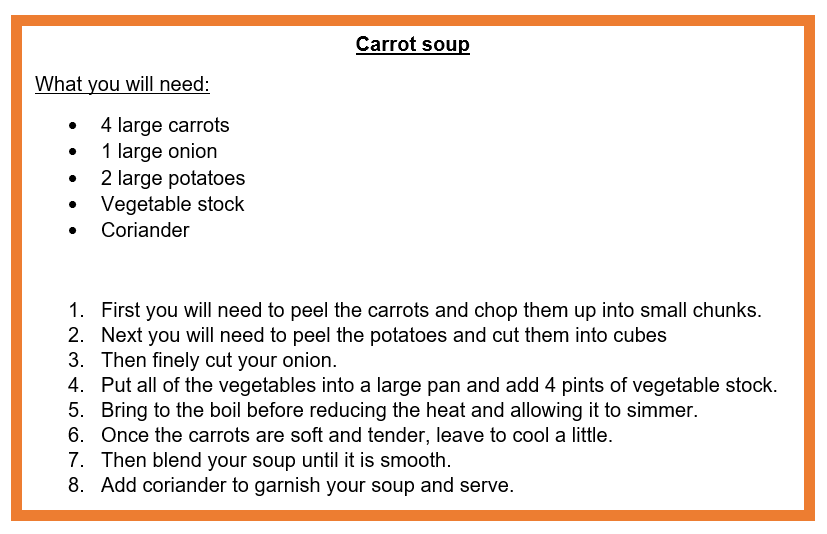 Carrot soup
What you will need:
• 4 large carrots
• 1 large onion
• 2 large potatoes
• Vegetable stock
• Coriander
1. First you will need to peel the carrots and chop them up into small chunks.
2. Next you will need to peel the potatoes and cut them into cubes
3. Then finely cut your onion.
4. Put all of the vegetables into a large pan and add 4 pints of vegetable stock.
5. Bring to the boil before reducing the heat and allowing it to simmer.
6. Once the carrots are soft and tender, leave to cool a little.
7. Then blend your soup until it is smooth.
8. Add coriander to garnish your soup and serve.